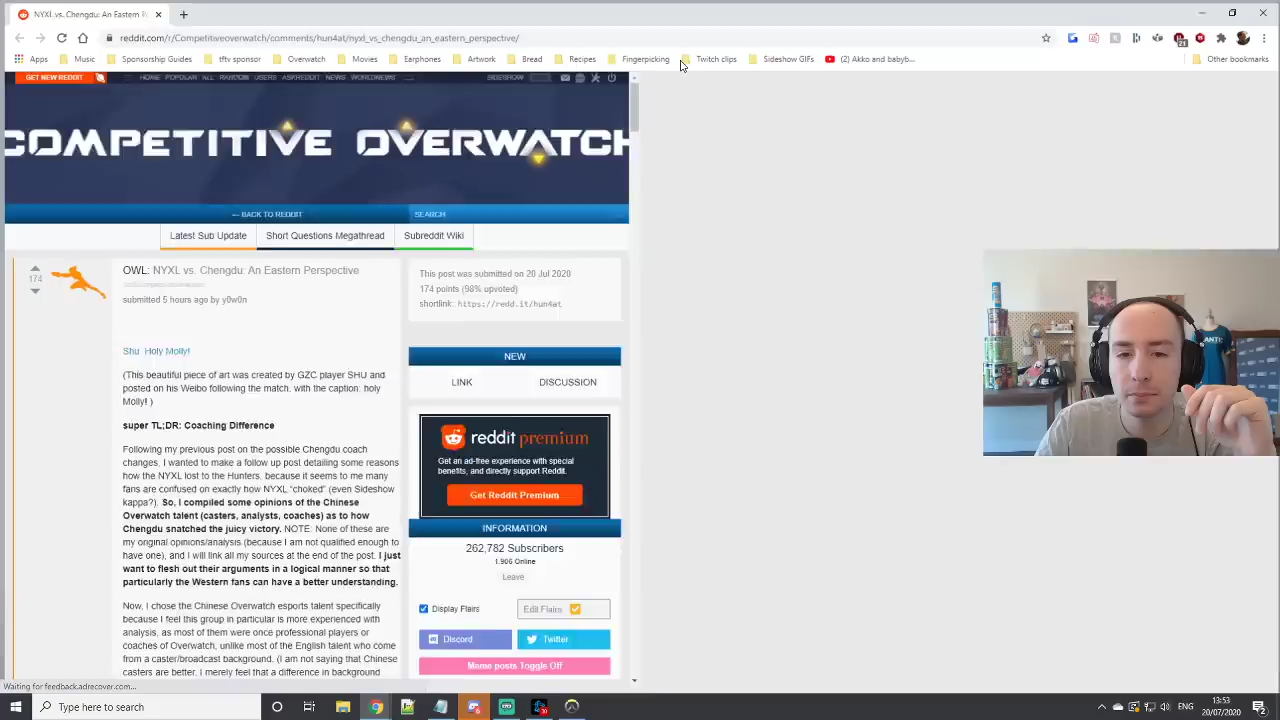 NYXL vs. Chengdu: An Eastern P
reddit.com/r/Competitiveoverwatch/comments/hun4at/nyxl_vs_chengdu_an_eastern_perspective/
Apps Music Sponsorship Guides tftv sponsor Overwatch Movies Earphones Artwork Bread Recipes Fingerpicking Twitch clips Sideshow GIFs (2) Akko and babyb... Other bookmarks
GET NEW REDDIT HOME POPULAR ALL RANDOM USERS ASKREDDIT NEWS WORLDNEWS SIDESHOW
COMPETITIVE OVERWATCH
BACK TO REDDIT SEARCH
Latest Sub Update Short Questions Megathread Subreddit Wiki
174
OWL: NYXL vs. Chengdu: An Eastern Perspective
submitted 5 hours ago by y0w0n
Shu Holy Molly!
(This beautiful piece of art was created by GZC player SHU and
posted on his Weibo following the match. with the caption: holy
Molly! )
super TL;DR: Coaching Difference
Following my previous post on the possible Chengdu coach
changes, I wanted to make a follow up post detailing some reasons
how the NYXL lost to the Hunters, because it seems to me many
fans are confused on exactly how NYXL "choked" (even Sideshow
kappa?). So, I compiled some opinions of the Chinese
Overwatch talent (casters, analysts, coaches) as to how
Chengdu snatched the juicy victory. NOTE: None of these are
my original opinions/analysis (because I am not qualified enough to
have one), and I will link all my sources at the end of the post. I just
want to flesh out their arguments in a logical manner so that
particularly the Western fans can have a better understanding.
Now, I chose the Chinese Overwatch esports talent specifically
because I feel this group in particular is more experienced with
analysis, as most of them were once professional players or
coaches of Overwatch, unlike most of the English talent who come
from a caster/broadcast background. (I am not saying that Chinese
casters are better. I merely feel that a difference in background
This post was submitted on 20 Jul 2020
174 points (98% upvoted)
shortlink: https://redd.it/hun4at
NEW
LINK DISCUSSION
reddit premium
Get an ad-free experience with special
benefits, and directly support Reddit.
Get Reddit Premium
INFORMATION
262,782 Subscribers
1,906 Online
Leave
Display Flairs Edit Flairs
Discord Twitter
Meme posts Toggle Off
ANTI
Waiting for feedback.adrecover.com...
Type here to search
13:53
20/07/2020